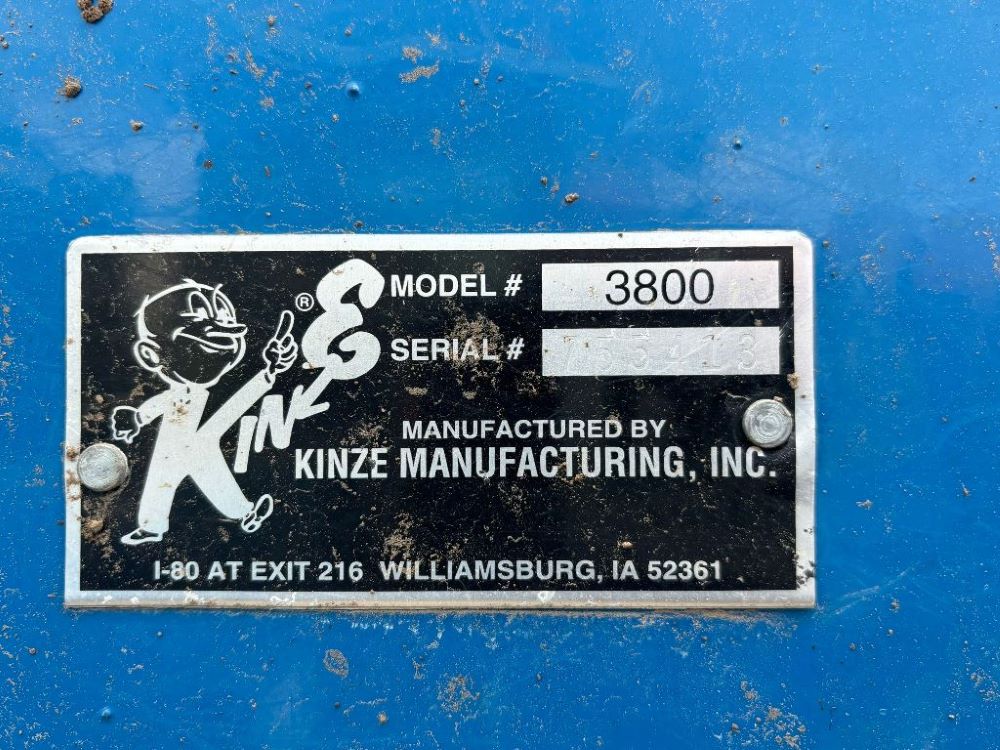 KINZE ®
MODEL # 3800
SERIAL #
MANUFACTURED BY
KINZE MANUFACTURING, INC.
I-80 AT EXIT 216 WILLIAMSBURG, IA 52361